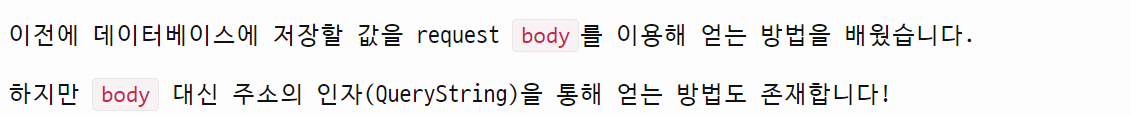 이전에 데이터베이스에 저장할 값을 request body를 이용해 얻는 방법을 배웠습니다.
하지만 body 대신 주소의 인자(QueryString)을 통해 얻는 방법도 존재합니다!